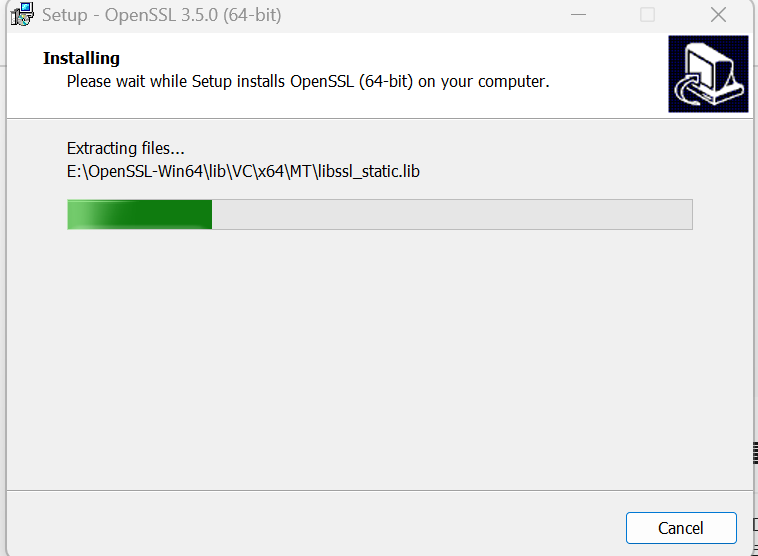 Setup - OpenSSL 3.5.0 (64-bit)
Installing
Please wait while Setup installs OpenSSL (64-bit) on your computer.
Extracting files...
E:\OpenSSL-Win64\lib\VC\x64\MT\libssl_static.lib
Cancel